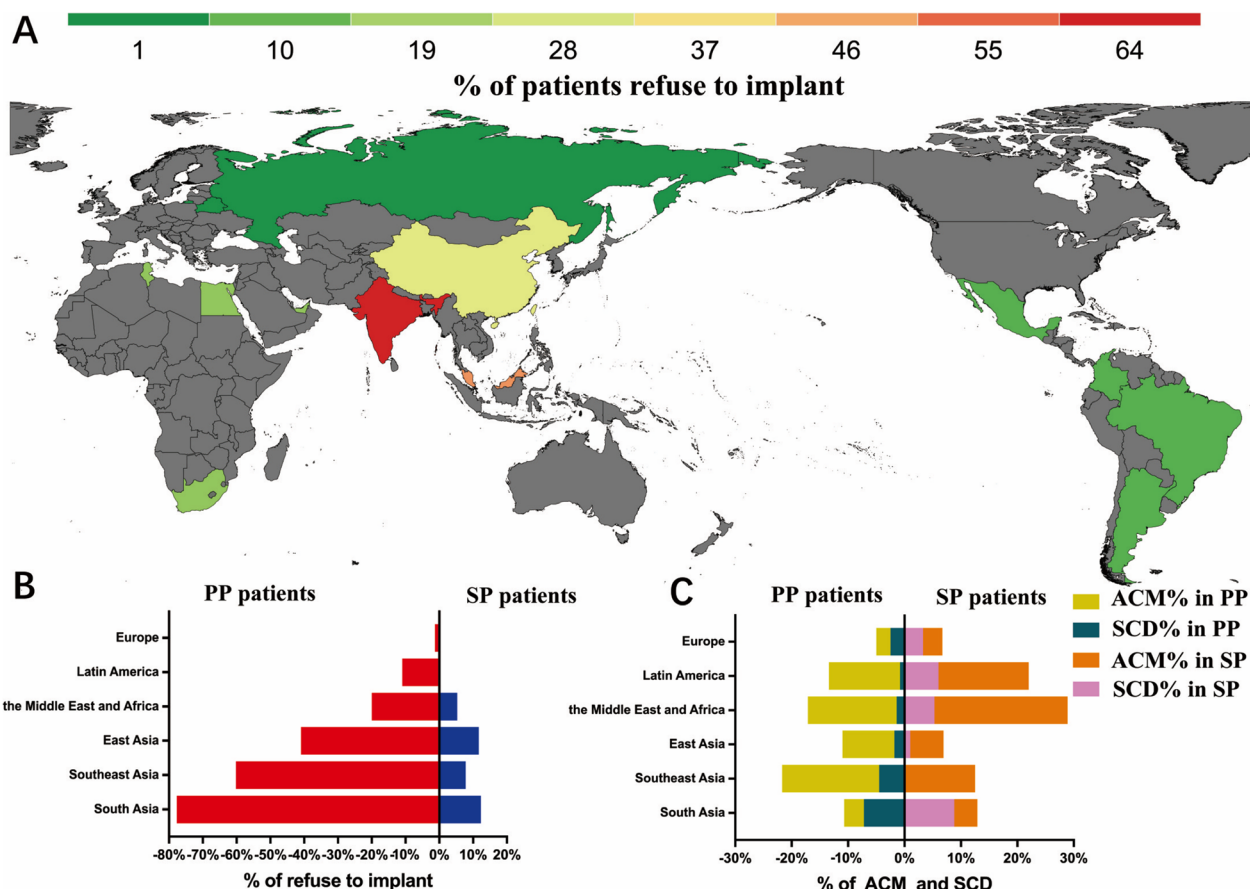 A
1 10 19 28 37 46 55 64
% of patients refuse to implant
B
PP patients SP patients
Europe
Latin America
the Middle East and Africa
East Asia
Southeast Asia
South Asia
-80% -70% -60% -50% -40% -30% -20% -10% 0% 10% 20%
% of refuse to implant
C
PP patients SP patients
ACM% in PP
SCD% in PP
ACM% in SP
SCD% in SP
Europe
Latin America
the Middle East and Africa
East Asia
Southeast Asia
South Asia
-30% -20% -10% 0% 10% 20% 30%
% of ACM and SCD